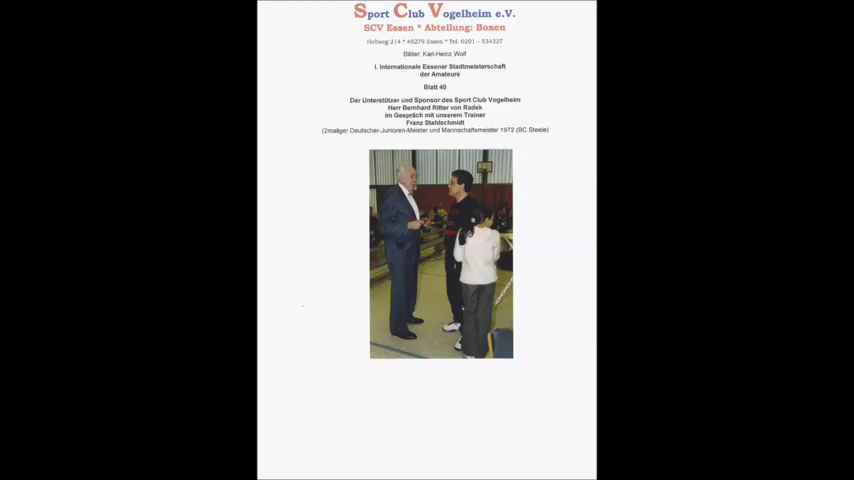 Sport Club Vogelheim e.V.
SCV Essen * Abteilung: Boxen
Hellweg 214 * 45279 Essen * Tel. 0201 – 534327
Bilder: Karl-Heinz Wolf
I. Internationale Essener Stadtmeisterschaft
der Amateure
Blatt 40
Der Unterstützer und Sponsor des Sport Club Vogelheim
Herr Bernhard Ritter von Radek
im Gespräch mit unserem Trainer
Franz Stahlschmidt
(2maliger Deutscher-Junioren-Meister und Mannschaftsmeister 1972 (BC Steele)